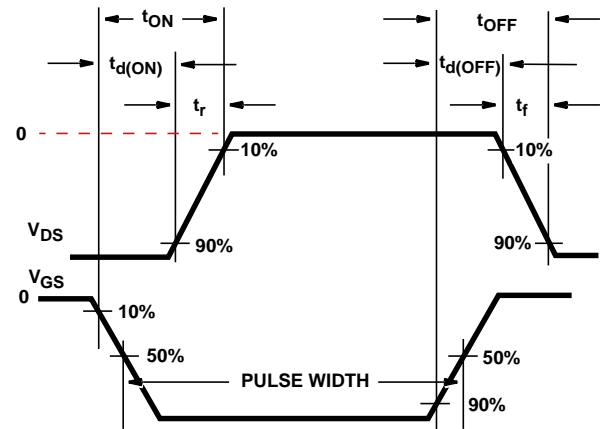 tON tOFF
td(ON) td(OFF)
tr tf
0
10% 10%
VDS 90% 90%
VGS
0
10%
50% 50%
PULSE WIDTH
90%